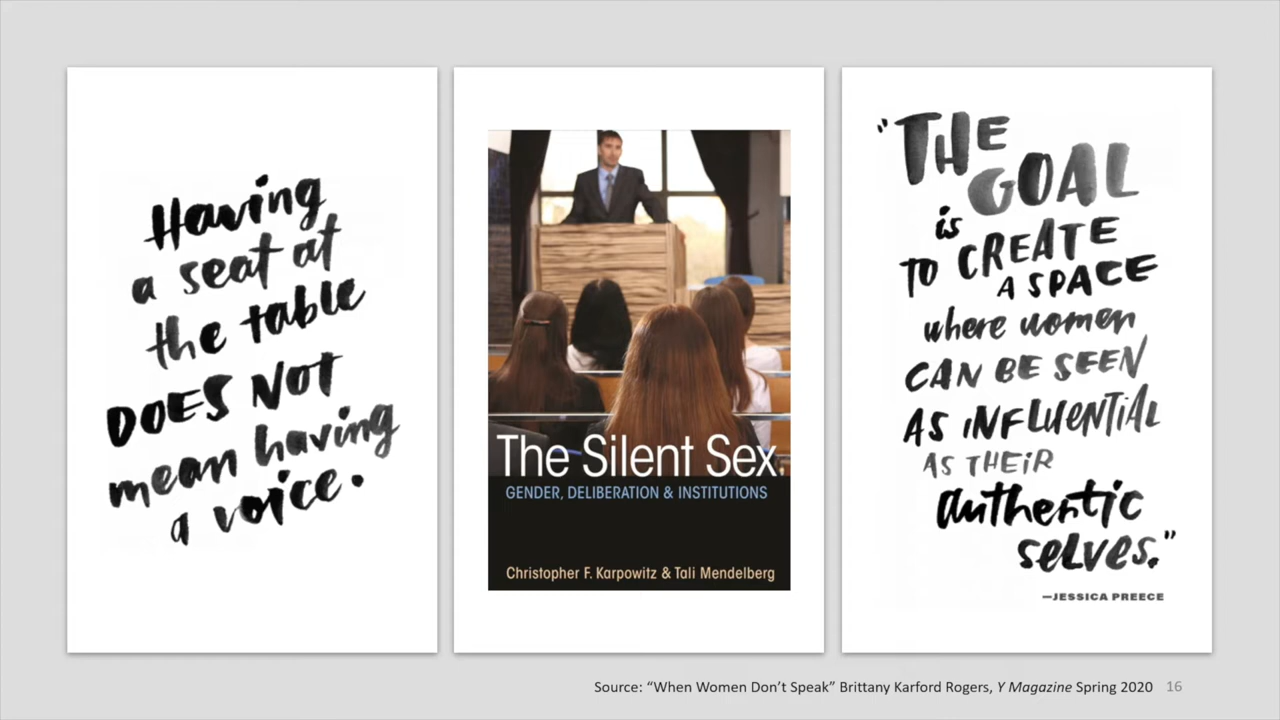 Having
a seat at
the table
DOES NOT
mean having
a voice.
The Silent Sex
GENDER, DELIBERATION & INSTITUTIONS
Christopher F. Karpowitz & Tali Mendelberg
“THE
GOAL
is
TO CREATE
A SPACE
where women
CAN BE SEEN
AS INFLUENTIAL
AS THEIR
authentic
selves.”
—JESSICA PREECE
Source: “When Women Don’t Speak” Brittany Karford Rogers, Y Magazine Spring 2020 16